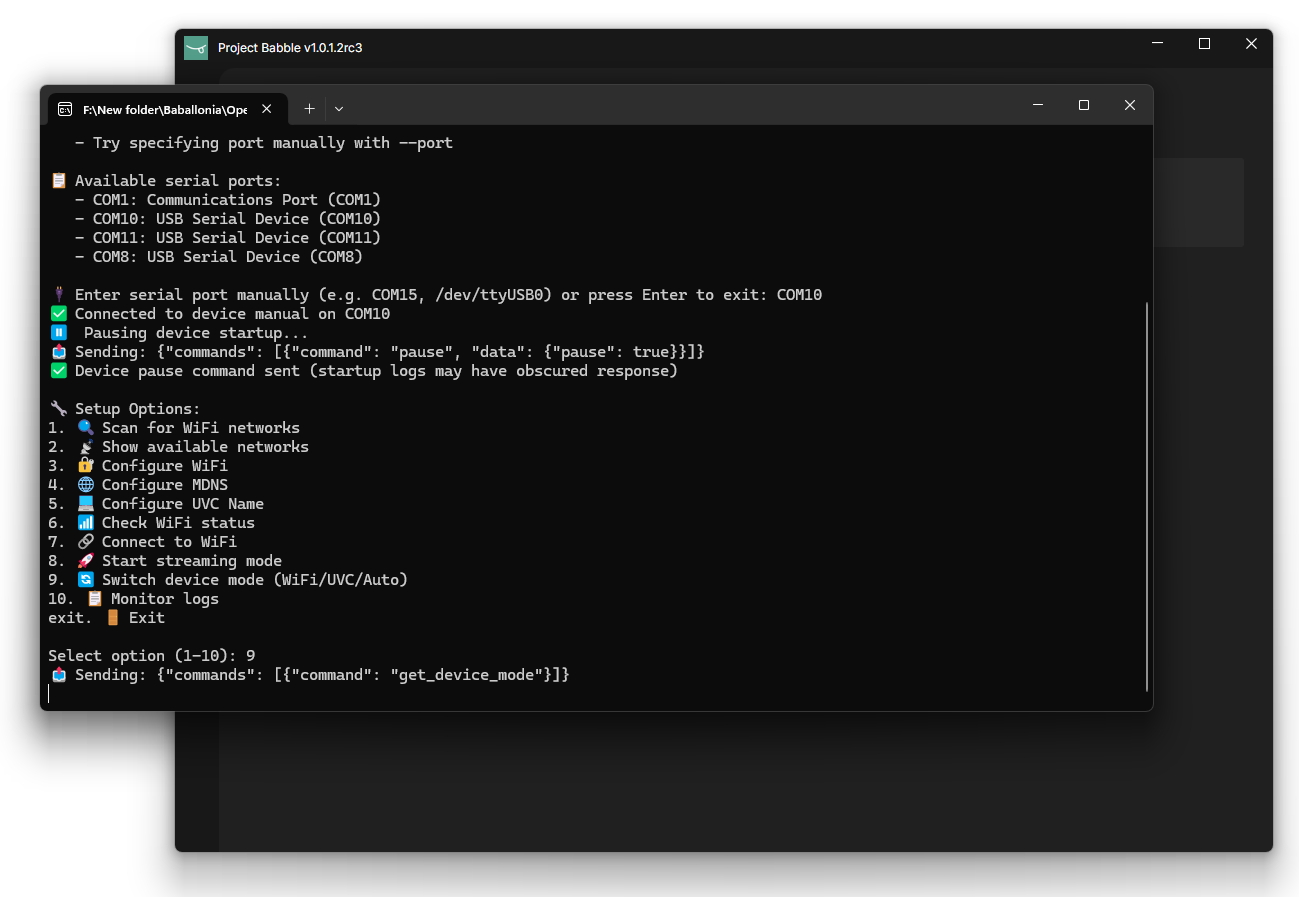 Project Babble v1.0.1.2rc3
F:\New folder\Baballonia\Ope
- Try specifying port manually with --port
Available serial ports:
- COM1: Communications Port (COM1)
- COM10: USB Serial Device (COM10)
- COM11: USB Serial Device (COM11)
- COM8: USB Serial Device (COM8)
Enter serial port manually (e.g. COM15, /dev/ttyUSB0) or press Enter to exit: COM10
Connected to device manual on COM10
Pausing device startup...
Sending: {"commands": [{"command": "pause", "data": {"pause": true}}]}
Device pause command sent (startup logs may have obscured response)
Setup Options:
1. Scan for WiFi networks
2. Show available networks
3. Configure WiFi
4. Configure MDNS
5. Configure UVC Name
6. Check WiFi status
7. Connect to WiFi
8. Start streaming mode
9. Switch device mode (WiFi/UVC/Auto)
10. Monitor logs
exit. Exit
Select option (1-10): 9
Sending: {"commands": [{"command": "get_device_mode"}]}